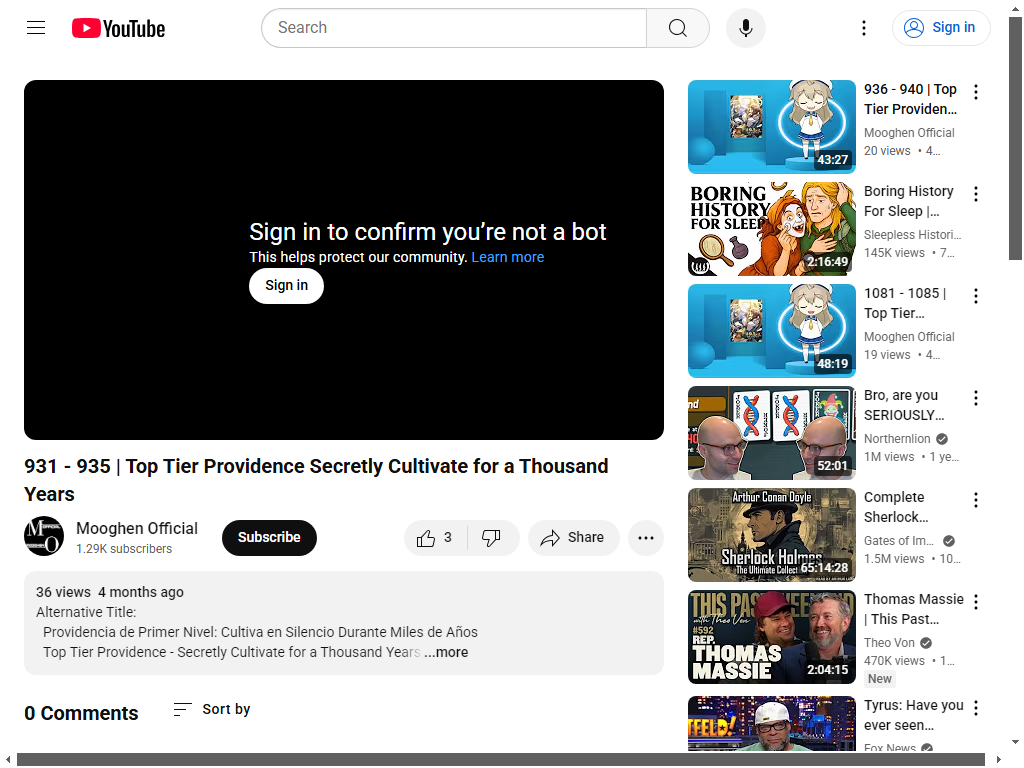 YouTube
Search
Sign in
Sign in to confirm you're not a bot
This helps protect our community. Learn more
Sign in
931 - 935 | Top Tier Providence Secretly Cultivate for a Thousand
Years
Mooghen Official
1.29K subscribers
Subscribe
3
Share
36 views 4 months ago
Alternative Title:
Providencia de Primer Nivel: Cultiva en Silencio Durante Miles de Años
Top Tier Providence - Secretly Cultivate for a Thousand Years ...more
0 Comments
Sort by
43:27
936 - 940 | Top
Tier Providen...
Mooghen Official
20 views • 4...
BORING
HISTORY
FOR SLEEP
2:16:49
Boring History
For Sleep |...
Sleepless Histori...
145K views • 7...
48:19
1081 - 1085 |
Top Tier...
Mooghen Official
19 views • 4...
52:01
Bro, are you
SERIOUSLY...
Northernlion
1M views • 1 ye...
Arthur Conan Doyle
Sherlock Holmes
The Ultimate Collect
65:14:28
Complete
Sherlock...
Gates of Im...
1.5M views • 10...
THIS PAST WEEKEND
with Theo Von
#592
REP.
THOMAS
MASSIE
2:04:15
Thomas Massie
| This Past...
Theo Von
470K views • 1...
New
TFELD!
Tyrus: Have you
ever seen...
Fox News